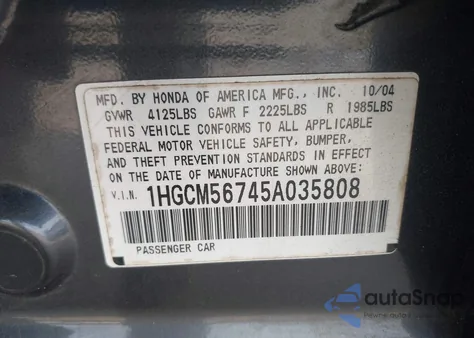 MFD. BY HONDA OF AMERICA MFG., INC. 10/04
GVWR 4125LBS GAWR F 2225LBS R 1985LBS
THIS VEHICLE CONFORMS TO ALL APPLICABLE
FEDERAL MOTOR VEHICLE SAFETY, BUMPER,
AND THEFT PREVENTION STANDARDS IN EFFECT
ON THE DATE OF MANUFACTURE SHOWN ABOVE.
V.I.N. 1HGCM56745A035808
PASSENGER CAR
autoSnap